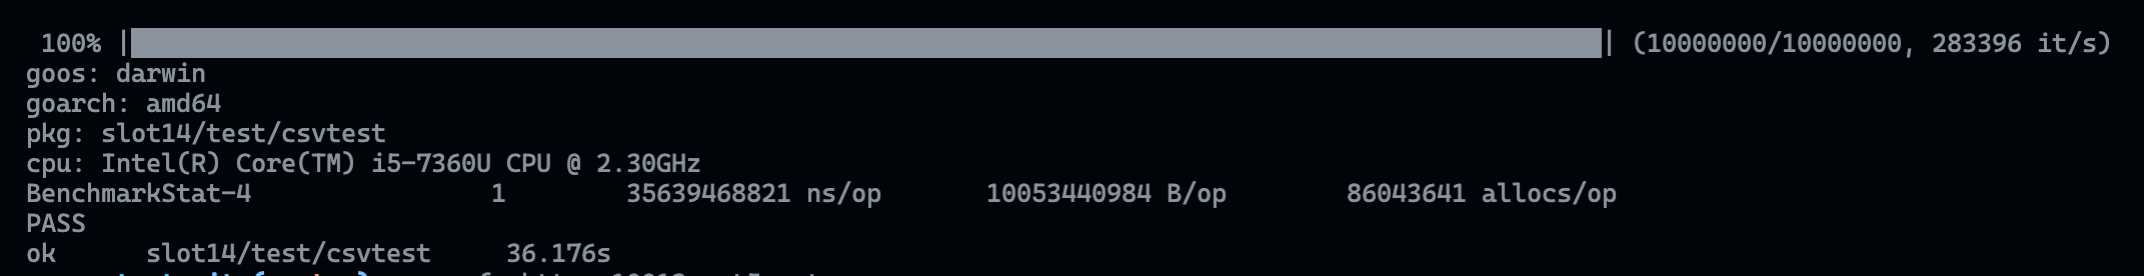 100% | | (10000000/10000000, 283396 it/s)
goos: darwin
goarch: amd64
pkg: slot14/test/csvtest
cpu: Intel(R) Core(TM) i5-7360U CPU @ 2.30GHz
BenchmarkStat-4 1 35639468821 ns/op 10053440984 B/op 86043641 allocs/op
PASS
ok slot14/test/csvtest 36.176s